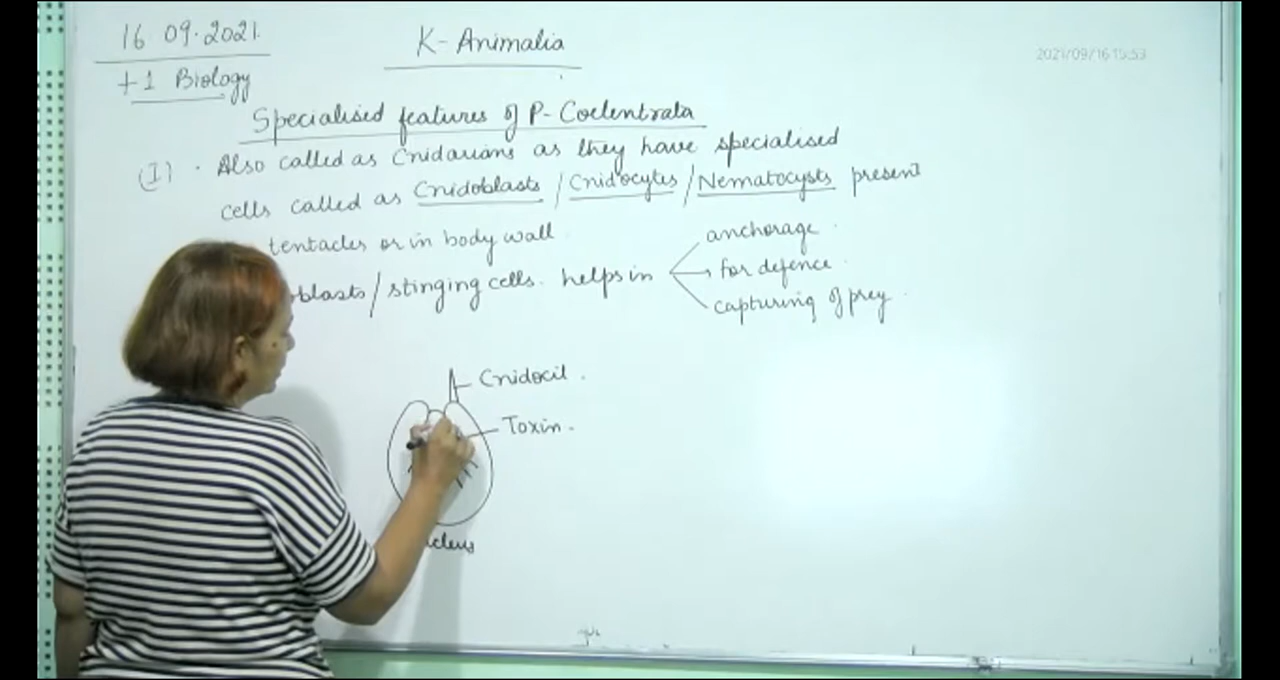 16 09.2021.
K- Animalia
2021/09/16 15:53
+1 Biology
Specialised features of P- Coelentrata
(I) . Also called as Cnidarians as they have specialised
cells called as Cnidoblasts / Cnidocytes / Nematocysts present
tentacles or in body wall
anchorage
blasts / stinging cells. helps in
for defence
capturing of prey
Cnidocil
Toxin
cleus